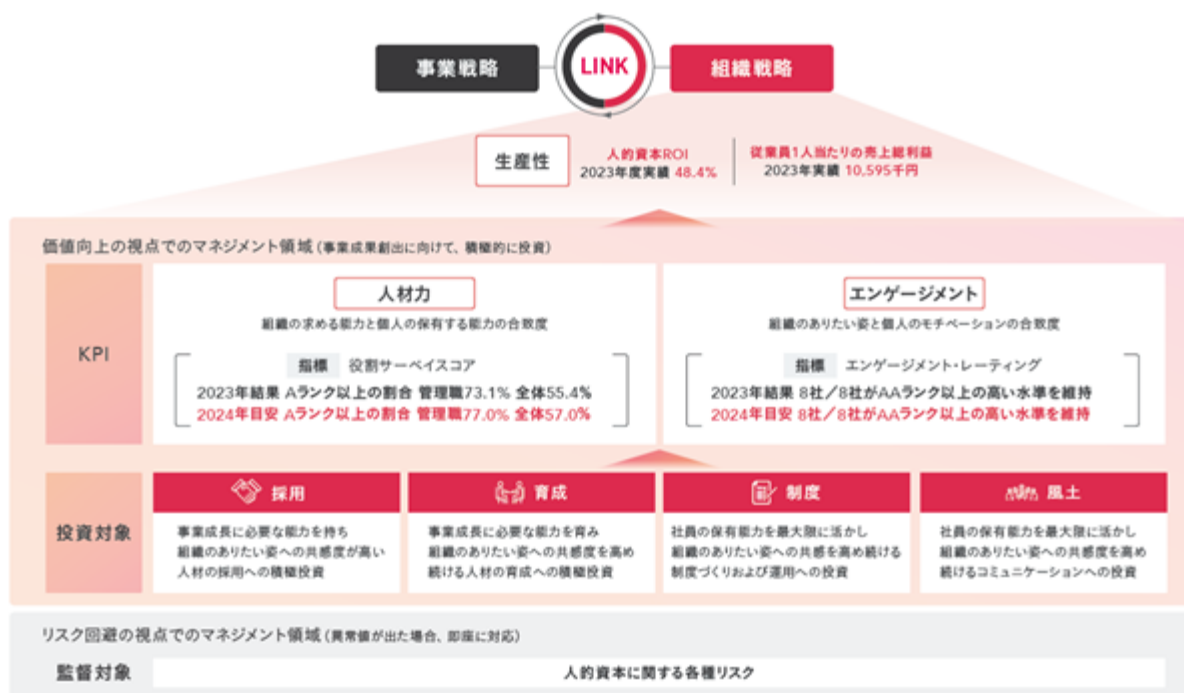 事業戦略
LINK
組織戦略
生産性
人的資本ROI
2023年度実績 48.4%
従業員1人当たりの売上総利益
2023年実績 10,595千円
価値向上の視点でのマネジメント領域（事業成果創出に向けて、積極的に投資）
KPI
人材力
組織の求める能力と個人の保有する能力の合致度
指標 役割サーベイスコア
2023年結果 Aランク以上の割合 管理職73.1% 全体55.4%
2024年目安 Aランク以上の割合 管理職77.0% 全体57.0%
エンゲージメント
組織のありたい姿と個人のモチベーションの合致度
指標 エンゲージメント・レーティング
2023年結果 8社／8社がAAランク以上の高い水準を維持
2024年目安 8社／8社がAAランク以上の高い水準を維持
投資対象
採用
事業成長に必要な能力を持ち
組織のありたい姿への共感度が高い
人材の採用への積極投資
育成
事業成長に必要な能力を育み
組織のありたい姿への共感度を高め
続ける人材の育成への積極投資
制度
社員の保有能力を最大限に活かし
組織のありたい姿への共感を高め続ける
制度づくりおよび運用への投資
風土
社員の保有能力を最大限に活かし
組織のありたい姿への共感度を高め
続けるコミュニケーションへの投資
リスク回避の視点でのマネジメント領域（異常値が出た場合、即座に対応）
監督対象
人的資本に関する各種リスク